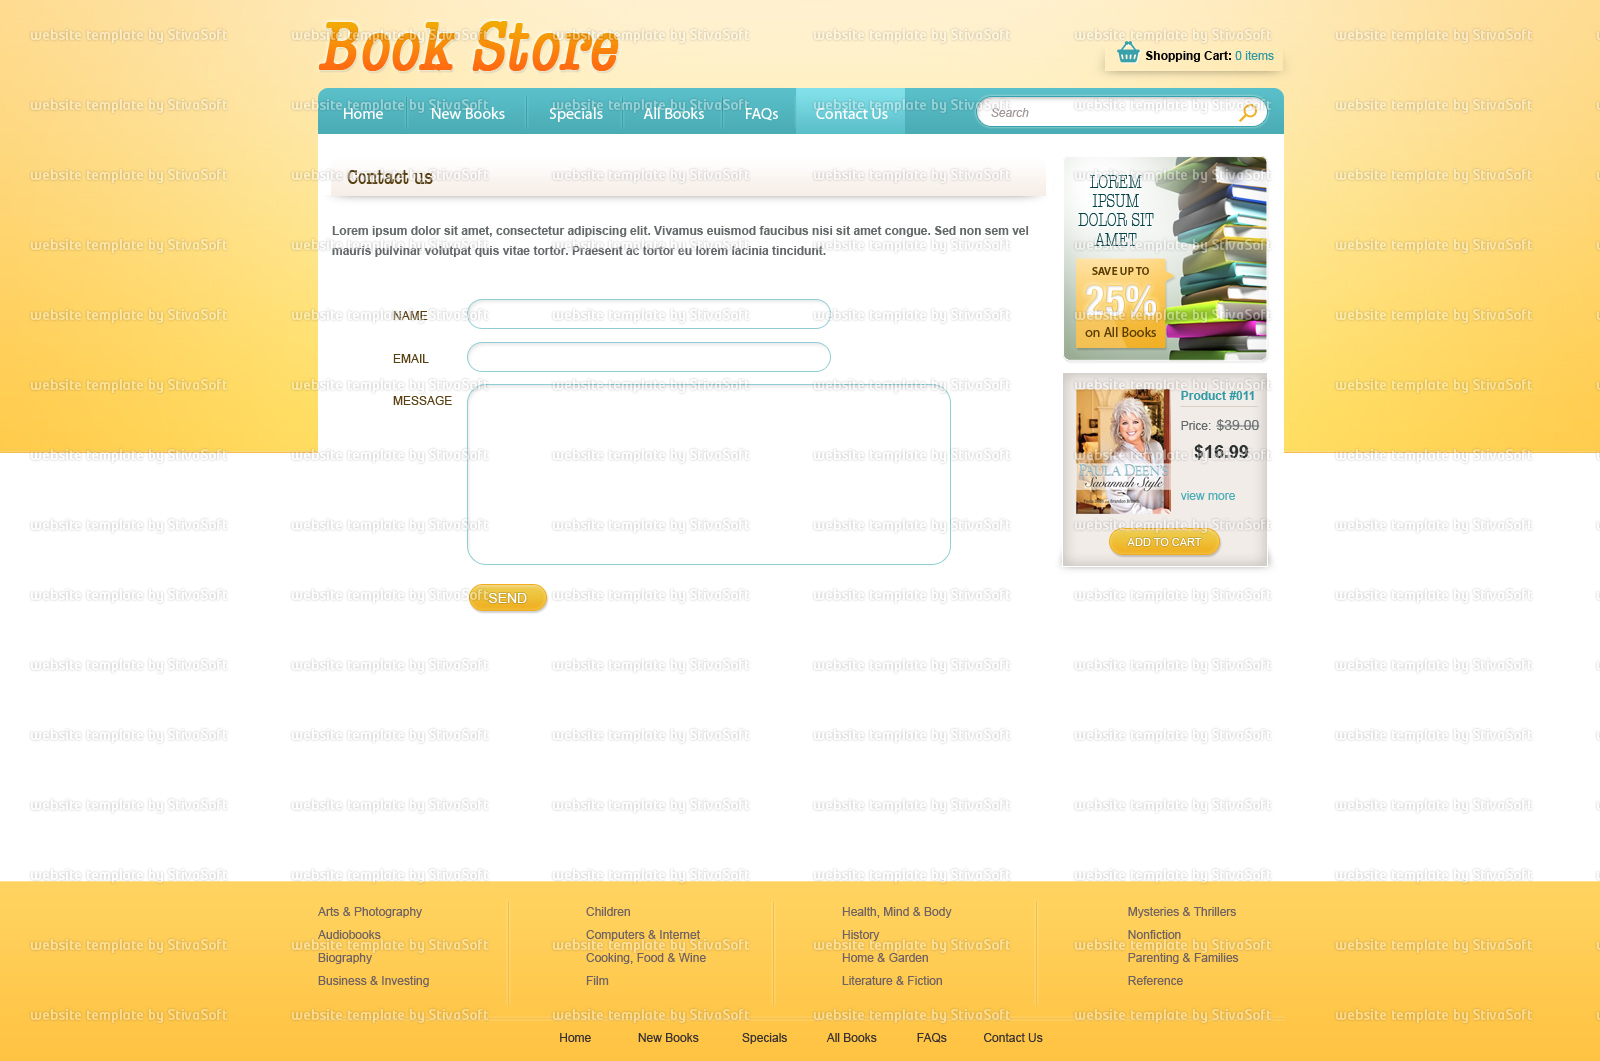 Book Store
Shopping Cart: 0 items
Home
New Books
Specials
All Books
FAQs
Contact Us
Search
Contact us
Lorem ipsum dolor sit amet, consectetur adipiscing elit. Vivamus euismod faucibus nisi sit amet congue. Sed non sem vel
mauris pulvinar volutpat quis vitae tortor. Praesent ac tortor eu lorem lacinia tincidunt.
NAME
EMAIL
MESSAGE
SEND
LOREM
IPSUM
DOLOR SIT
AMET
SAVE UP TO
25%
on All Books
Product #011
Price: $39.00
$16.99
view more
PAULA DEEN'S
Savannah Style
ADD TO CART
Arts & Photography
Audiobooks
Biography
Business & Investing
Children
Computers & Internet
Cooking, Food & Wine
Film
Health, Mind & Body
History
Home & Garden
Literature & Fiction
Mysteries & Thrillers
Nonfiction
Parenting & Families
Reference
Home
New Books
Specials
All Books
FAQs
Contact Us
website template by StivaSoft